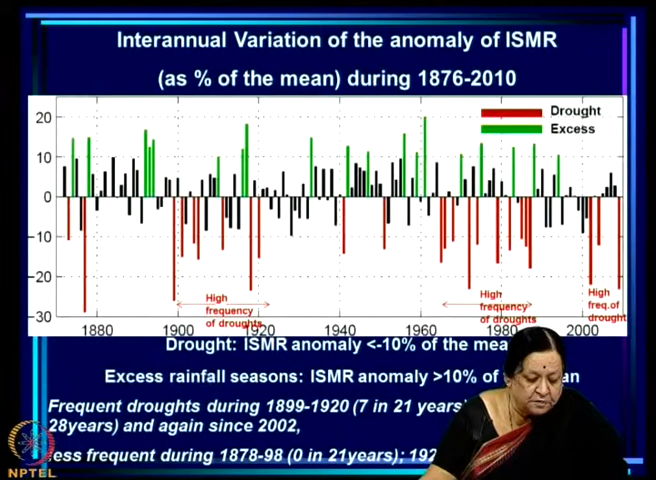 Interannual Variation of the anomaly of ISMR
(as % of the mean) during 1876-2010
Drought
Excess
20
10
0
-10
-20
-30
High
frequency
of droughts
High
frequency
of droughts
High
freq.of
drought
1880
1900
1920
1940
1960
1980
2000
Drought: ISMR anomaly <-10% of the mea
Excess rainfall seasons: ISMR anomaly >10% of an
Frequent droughts during 1899-1920 (7 in 21 years
28years) and again since 2002,
ess frequent during 1878-98 (0 in 21years); 192
NPTEL